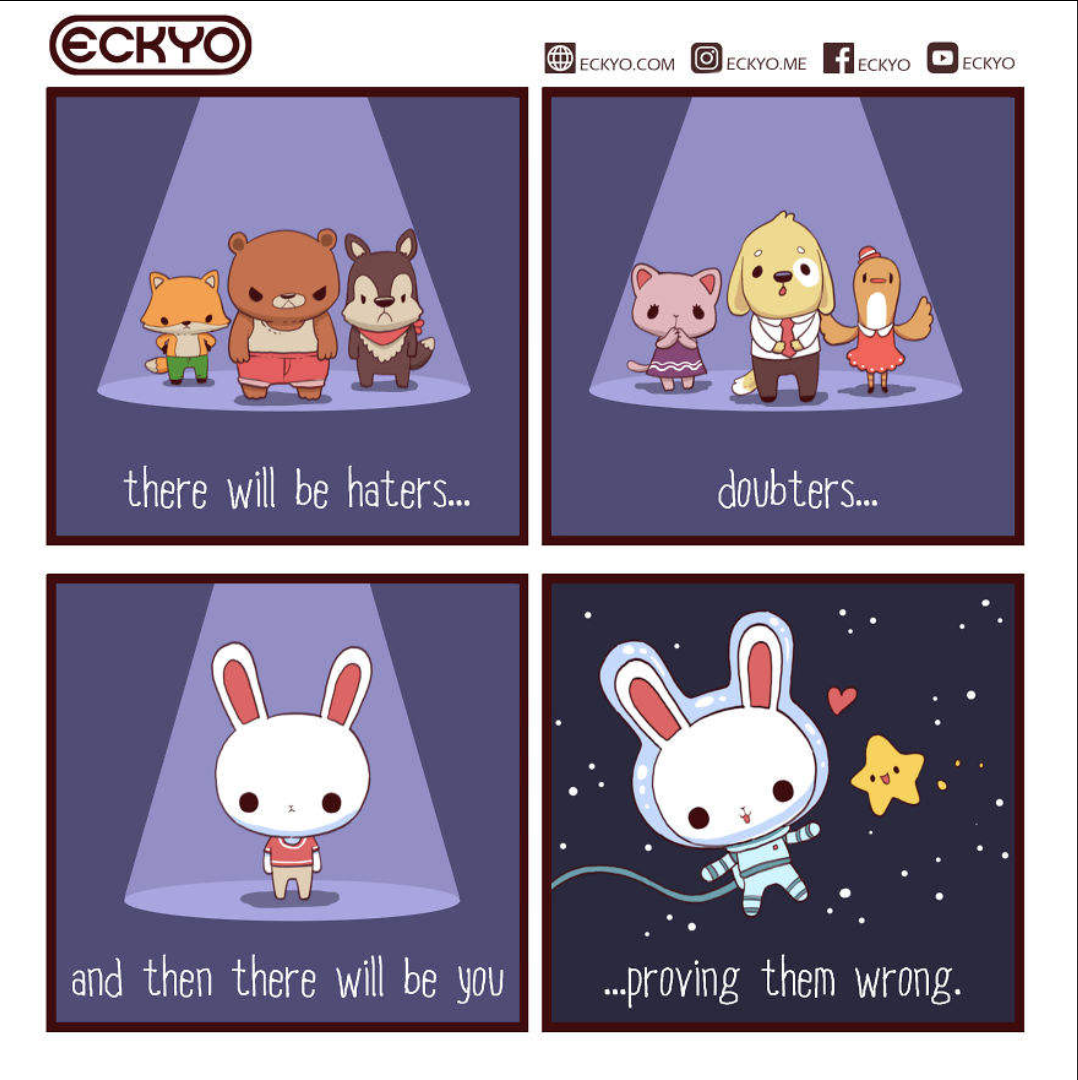 ECKYO
ECKYO.COM
ECKYO.ME
ECKYO
ECKYO
there will be haters...
doubters...
and then there will be you
...proving them wrong.